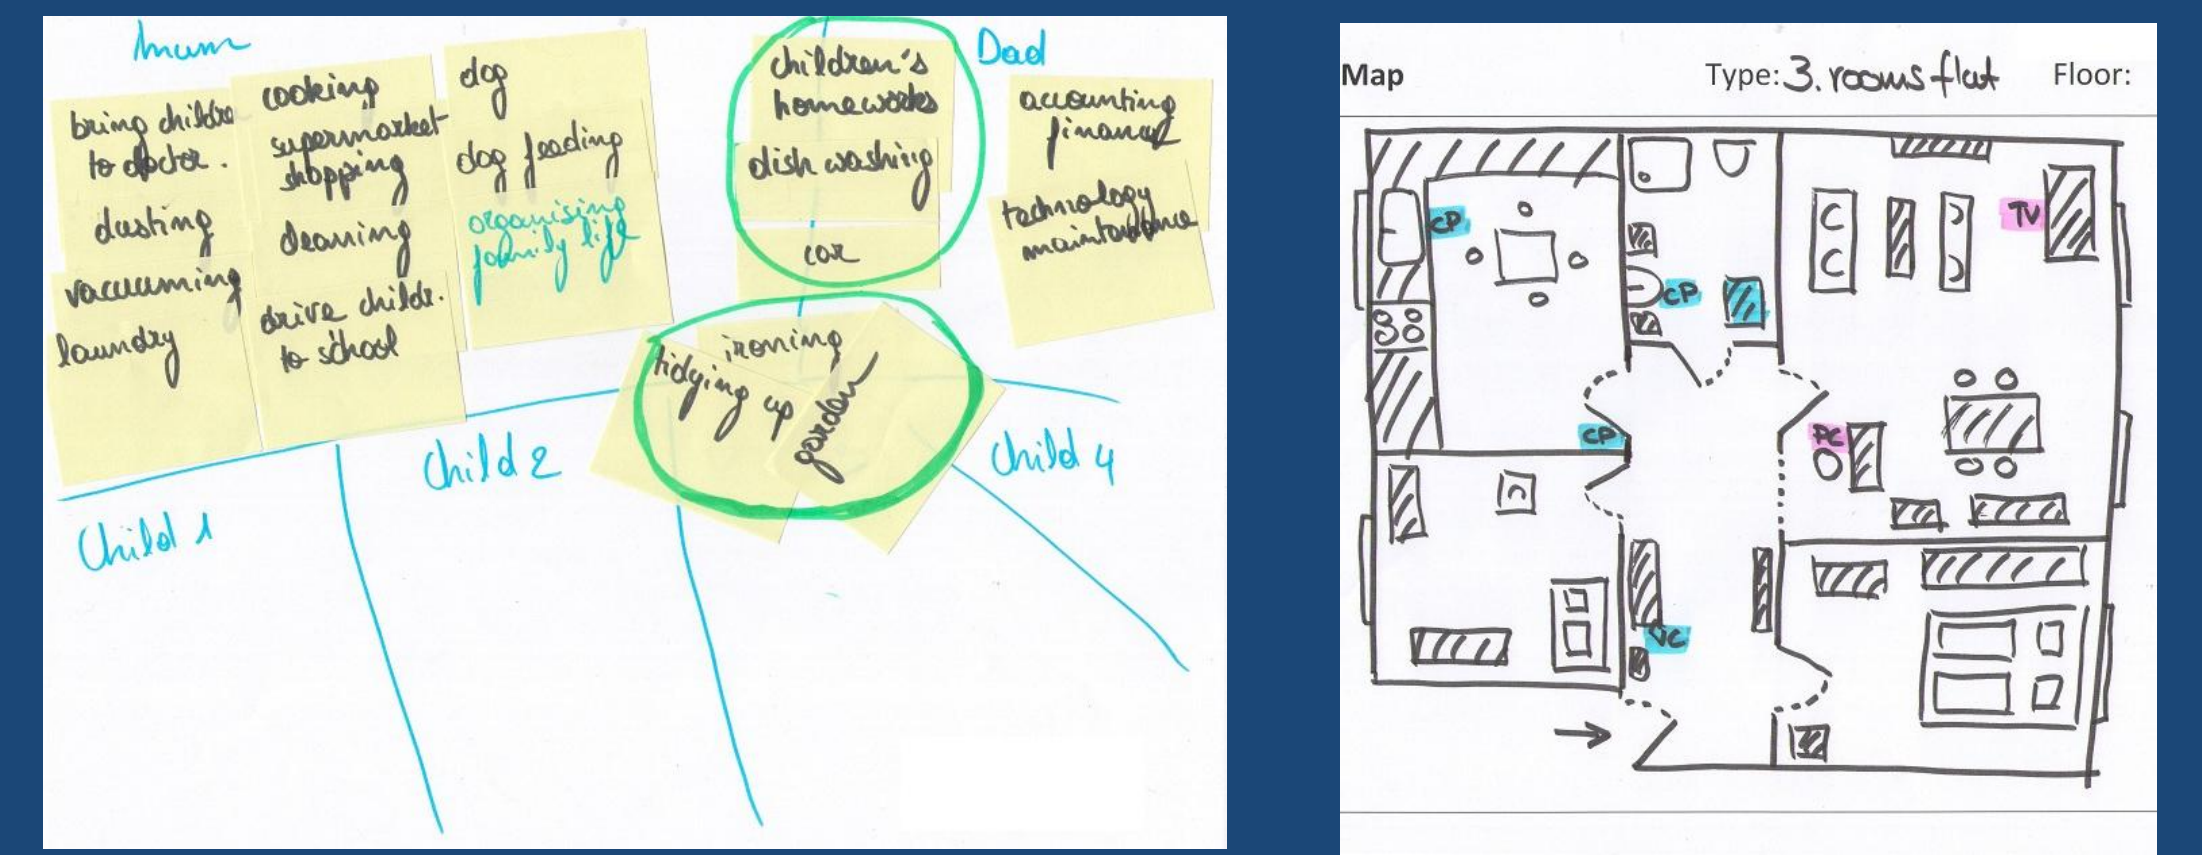 Mum
bring childre
to doctor.
dusting
vacuuming
laundry
cooking
supermarket
shopping
cleaning
drive childr.
to school
dog
dog feeding
organising
family life
children's
homeworks
dish washing
car
Dad
accounting
finance
technology
maintenance
ironing
tidying up
garden
Child 1
Child 2
Child 4
Map
Type: 3. rooms flat
Floor:
CP
TV
CP
CP
PC
VC